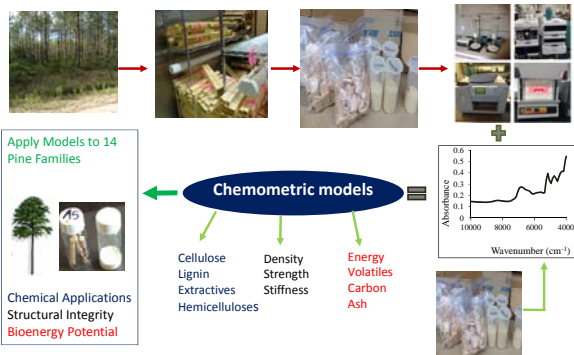 Apply Models to 14
Pine Families
A5
Chemical Applications
Structural Integrity
Bioenergy Potential
Chemometric models
Cellulose
Lignin
Extractives
Hemicelluloses
Density
Strength
Stiffness
Energy
Volatiles
Carbon
Ash
Absorbance
0.6
0.5
0.4
0.3
0.2
0.1
0
10000 8000 6000 4000
Wavenumber (cm⁻¹)